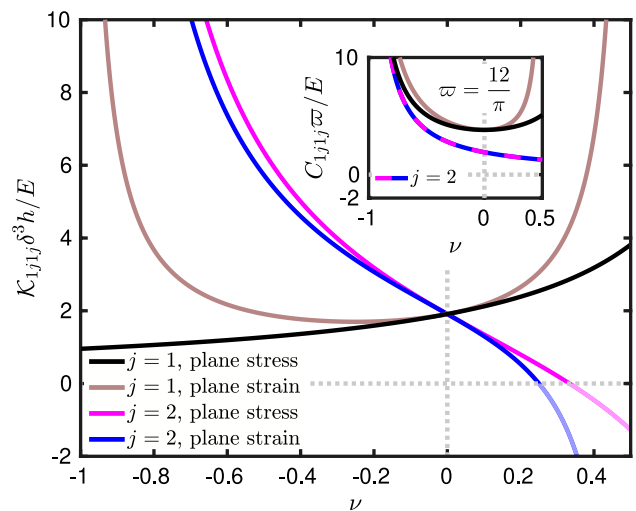 10
8
6
4
2
0
-2
-1
-0.8
-0.6
-0.4
-0.2
0
0.2
0.4
ν
𝒦₁ⱼ₁ⱼδ³h/E
j = 1, plane stress
j = 1, plane strain
j = 2, plane stress
j = 2, plane strain
10
0
-2
-1
0
0.5
ν
C₁ⱼ₁ⱼϖ/E
ϖ = 12/π
j = 2